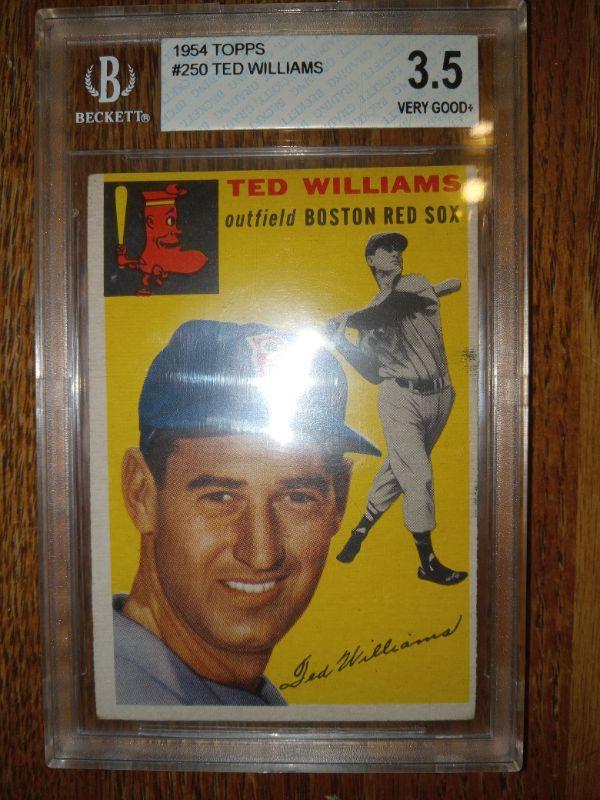 1954 TOPPS
#250 TED WILLIAMS
3.5
VERY GOOD+
B
BECKETT®
TED WILLIAMS
outfield BOSTON RED SOX
B
Ted Williams